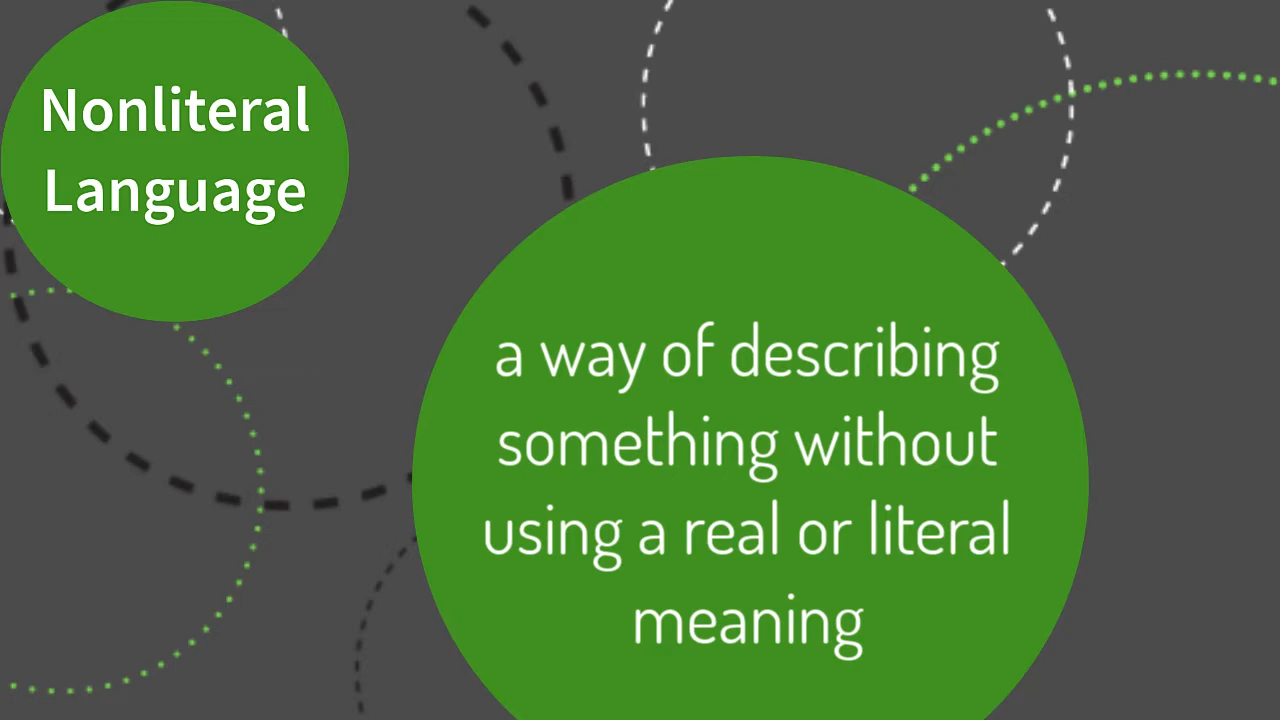 Nonliteral
Language
a way of describing
something without
using a real or literal
meaning